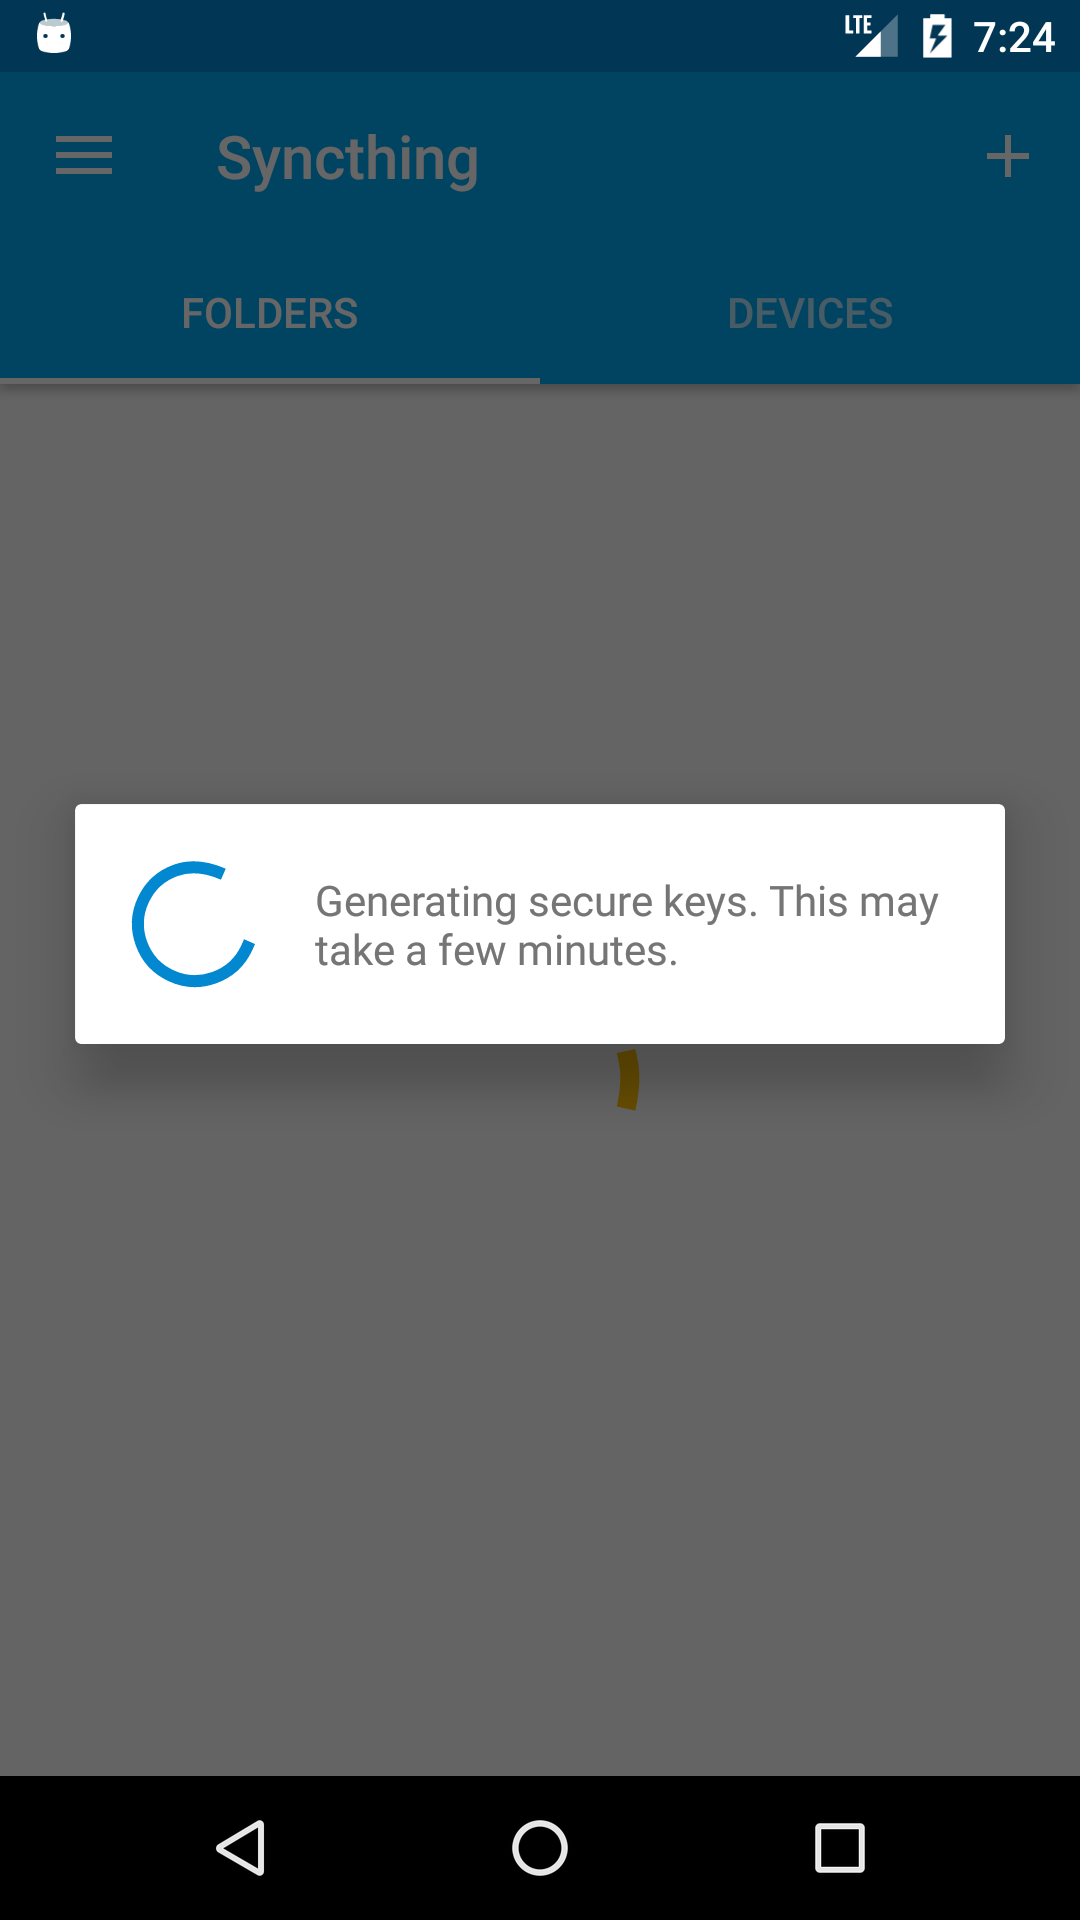 LTE 7:24
Syncthing
FOLDERS DEVICES
Generating secure keys. This may
take a few minutes.